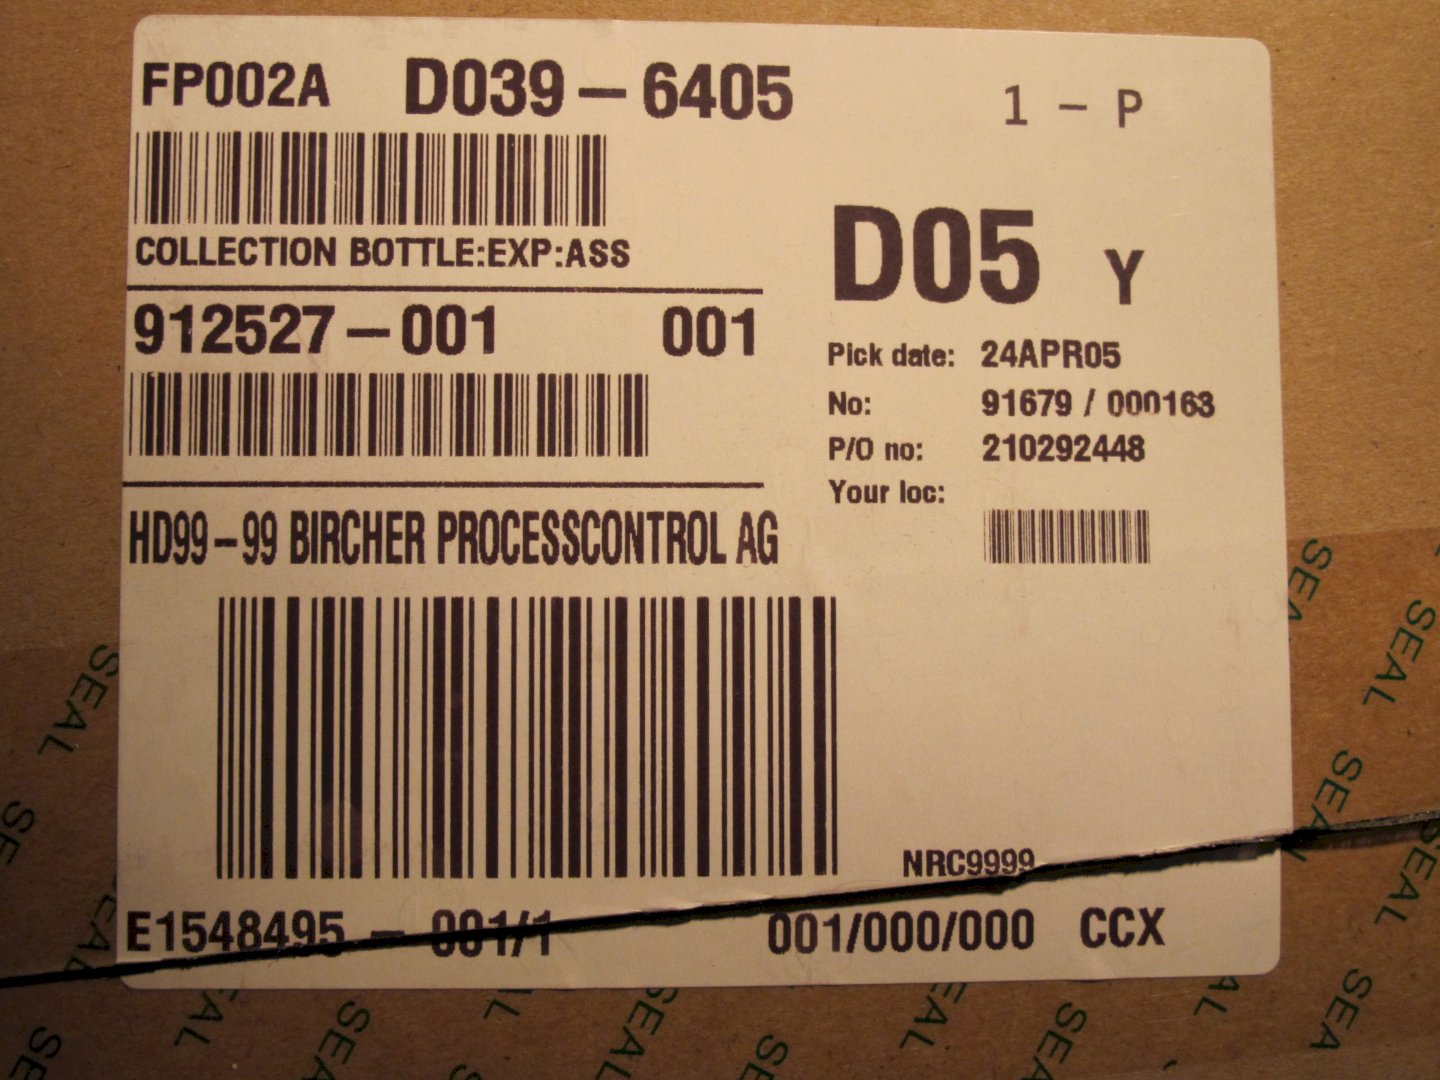 FP002A D039-6405 1 - P
COLLECTION BOTTLE:EXP:ASS
D05 Y
912527-001 001
Pick date: 24APR05
No: 91679 / 000163
P/O no: 210292448
Your loc:
HD99-99 BIRCHER PROCESSCONTROL AG
NRC9999
E1548495 - 001/1 001/000/000 CCX
SEAL
SEAL
SEAL
SEAL
SEAL
SEAL
SEAL